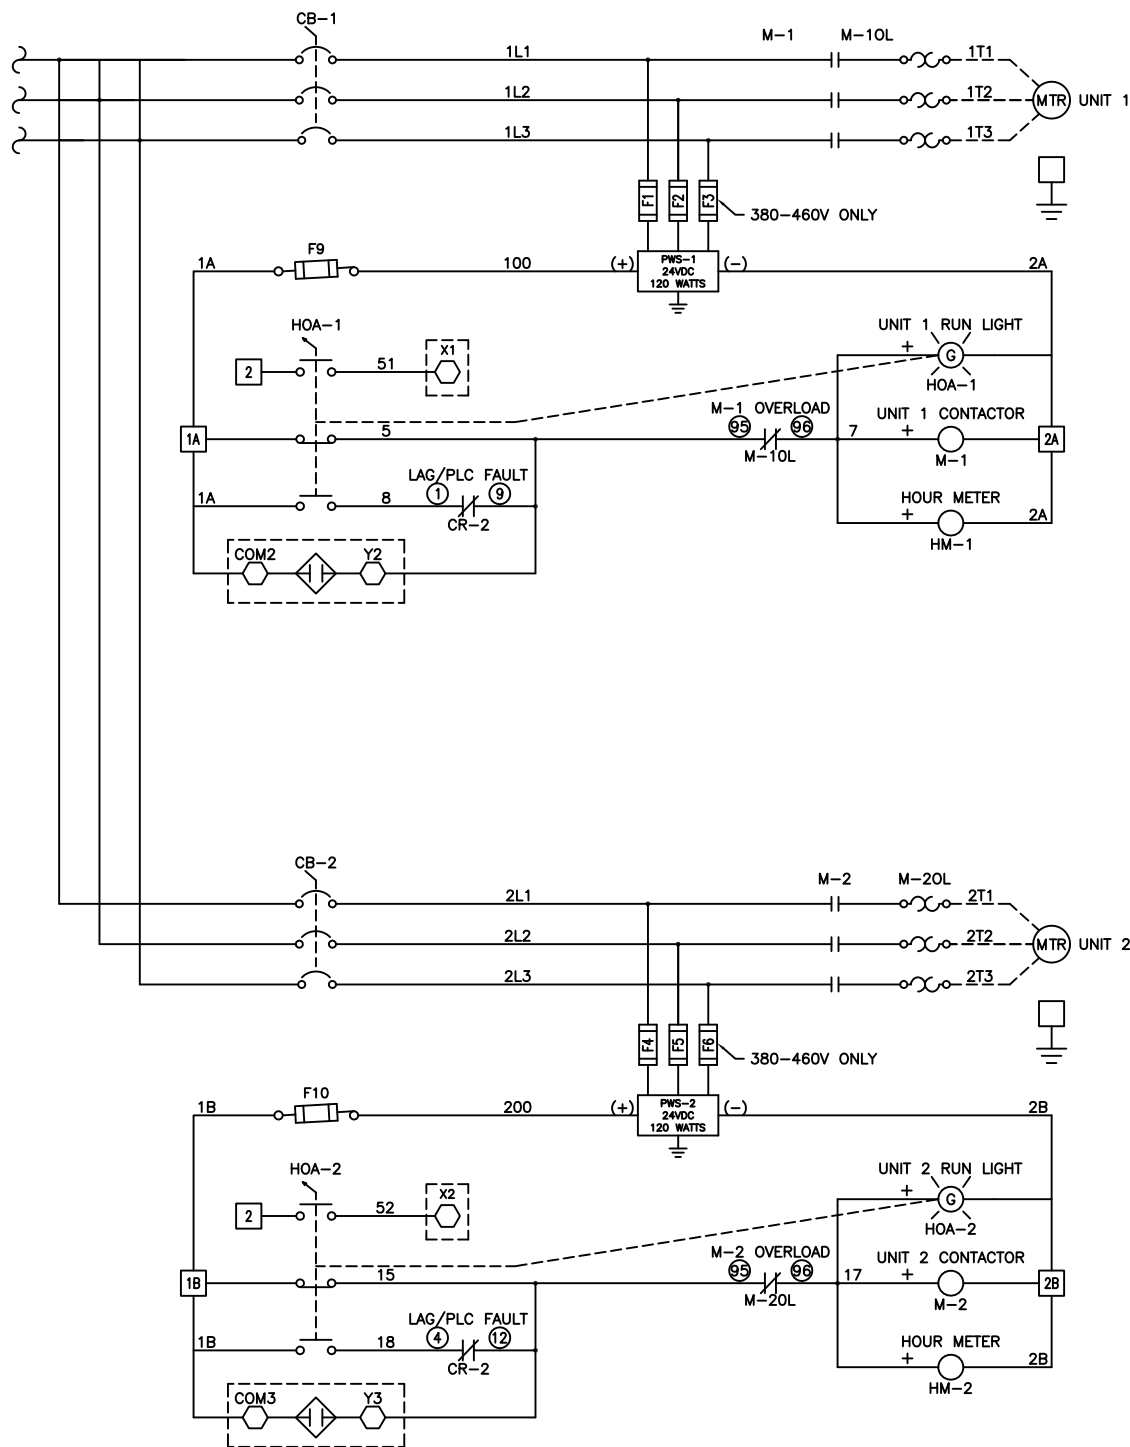 CB-1
M-1 M-1OL
1L1 1T1
1L2 1T2
MTR UNIT 1
1L3 1T3
F1 F2 F3
380-460V ONLY
F9
1A 100 (+) PWS-1 (-) 2A
24VDC
120 WATTS
HOA-1 UNIT 1 RUN LIGHT
X1 +
2 51 G
HOA-1
M-1 OVERLOAD UNIT 1 CONTACTOR
1A 5 95 96 7 + 2A
M-1OL M-1
LAG/PLC FAULT
1A 8 1 9 HOUR METER
CR-2 + 2A
HM-1
COM2 Y2
CB-2
M-2 M-2OL
2L1 2T1
2L2 2T2
MTR UNIT 2
2L3 2T3
F4 F5 F6
380-460V ONLY
F10
1B 200 (+) PWS-2 (-) 2B
24VDC
120 WATTS
HOA-2 UNIT 2 RUN LIGHT
X2 +
2 52 G
HOA-2
M-2 OVERLOAD UNIT 2 CONTACTOR
1B 15 95 96 17 + 2B
M-2OL M-2
LAG/PLC FAULT
1B 18 4 12 HOUR METER
CR-2 + 2B
HM-2
COM3 Y3